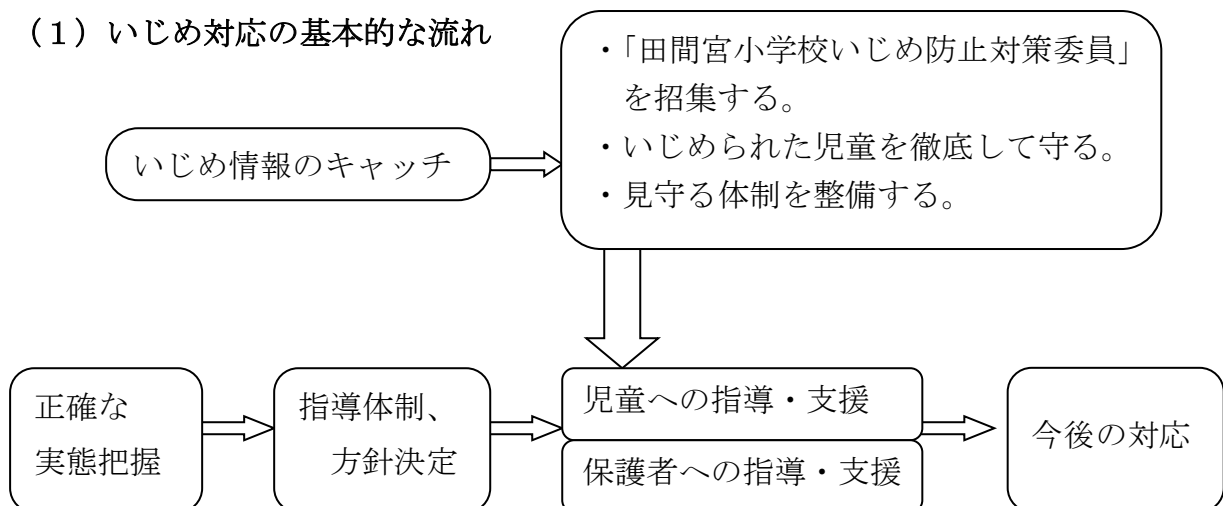 （１）いじめ対応の基本的な流れ
いじめ情報のキャッチ
・「田間宮小学校いじめ防止対策委員」
を招集する。
・いじめられた児童を徹底して守る。
・見守る体制を整備する。
正確な
実態把握
指導体制、
方針決定
児童への指導・支援
保護者への指導・支援
今後の対応